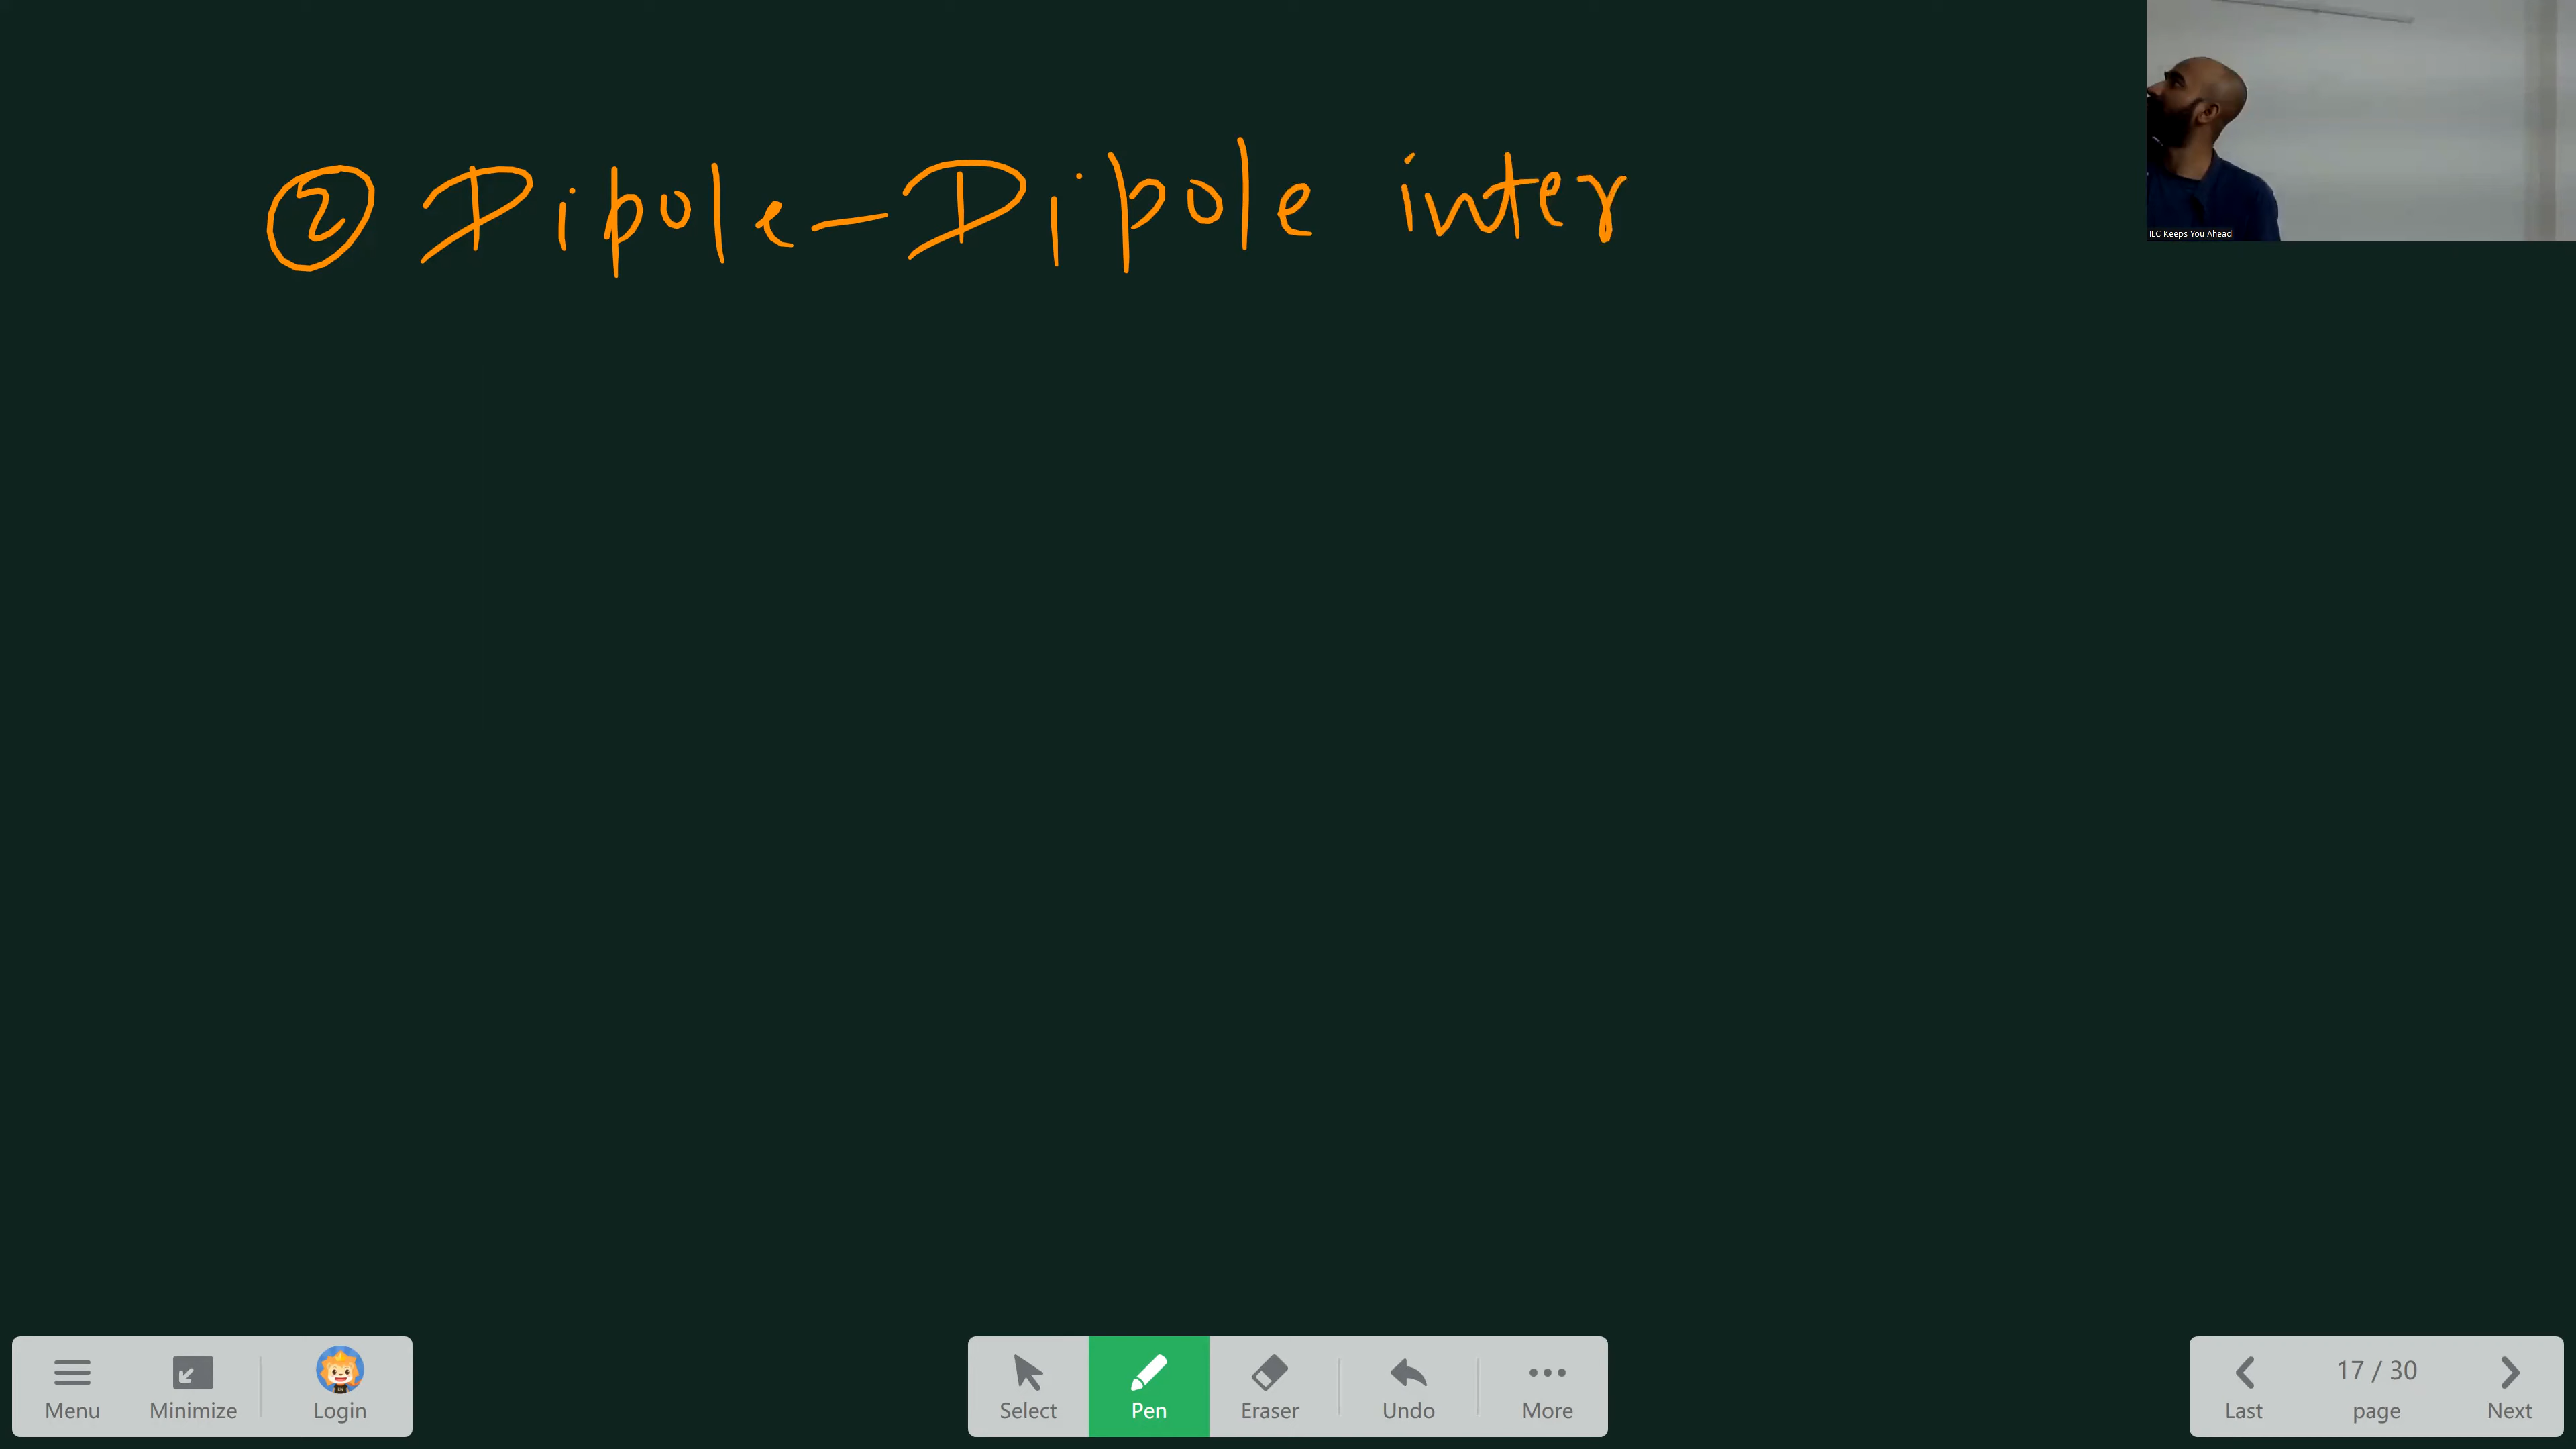 ② Dipole-Dipole inter
ILC Keeps You Ahead
Menu Minimize Login Select Pen Eraser Undo More Last 17 / 30 page Next